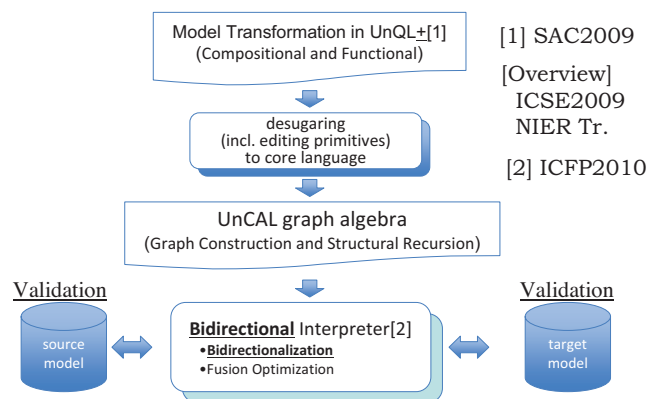 Model Transformation in UnQL+[1]
(Compositional and Functional)
[1] SAC2009
[Overview]
ICSE2009
NIER Tr.
[2] ICFP2010
desugaring
(incl. editing primitives)
to core language
UnCAL graph algebra
(Graph Construction and Structural Recursion)
Validation
source
model
Bidirectional Interpreter[2]
•Bidirectionalization
•Fusion Optimization
Validation
target
model